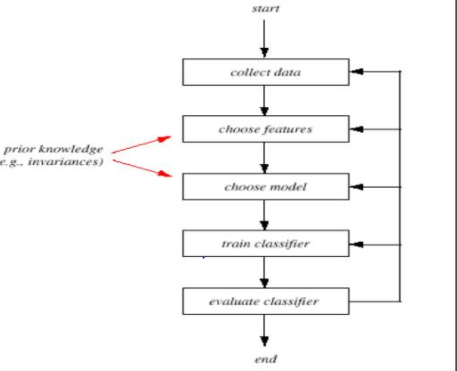 start
collect data
choose features
prior knowledge
e.g., invariances)
choose model
train classifier
evaluate classifier
end